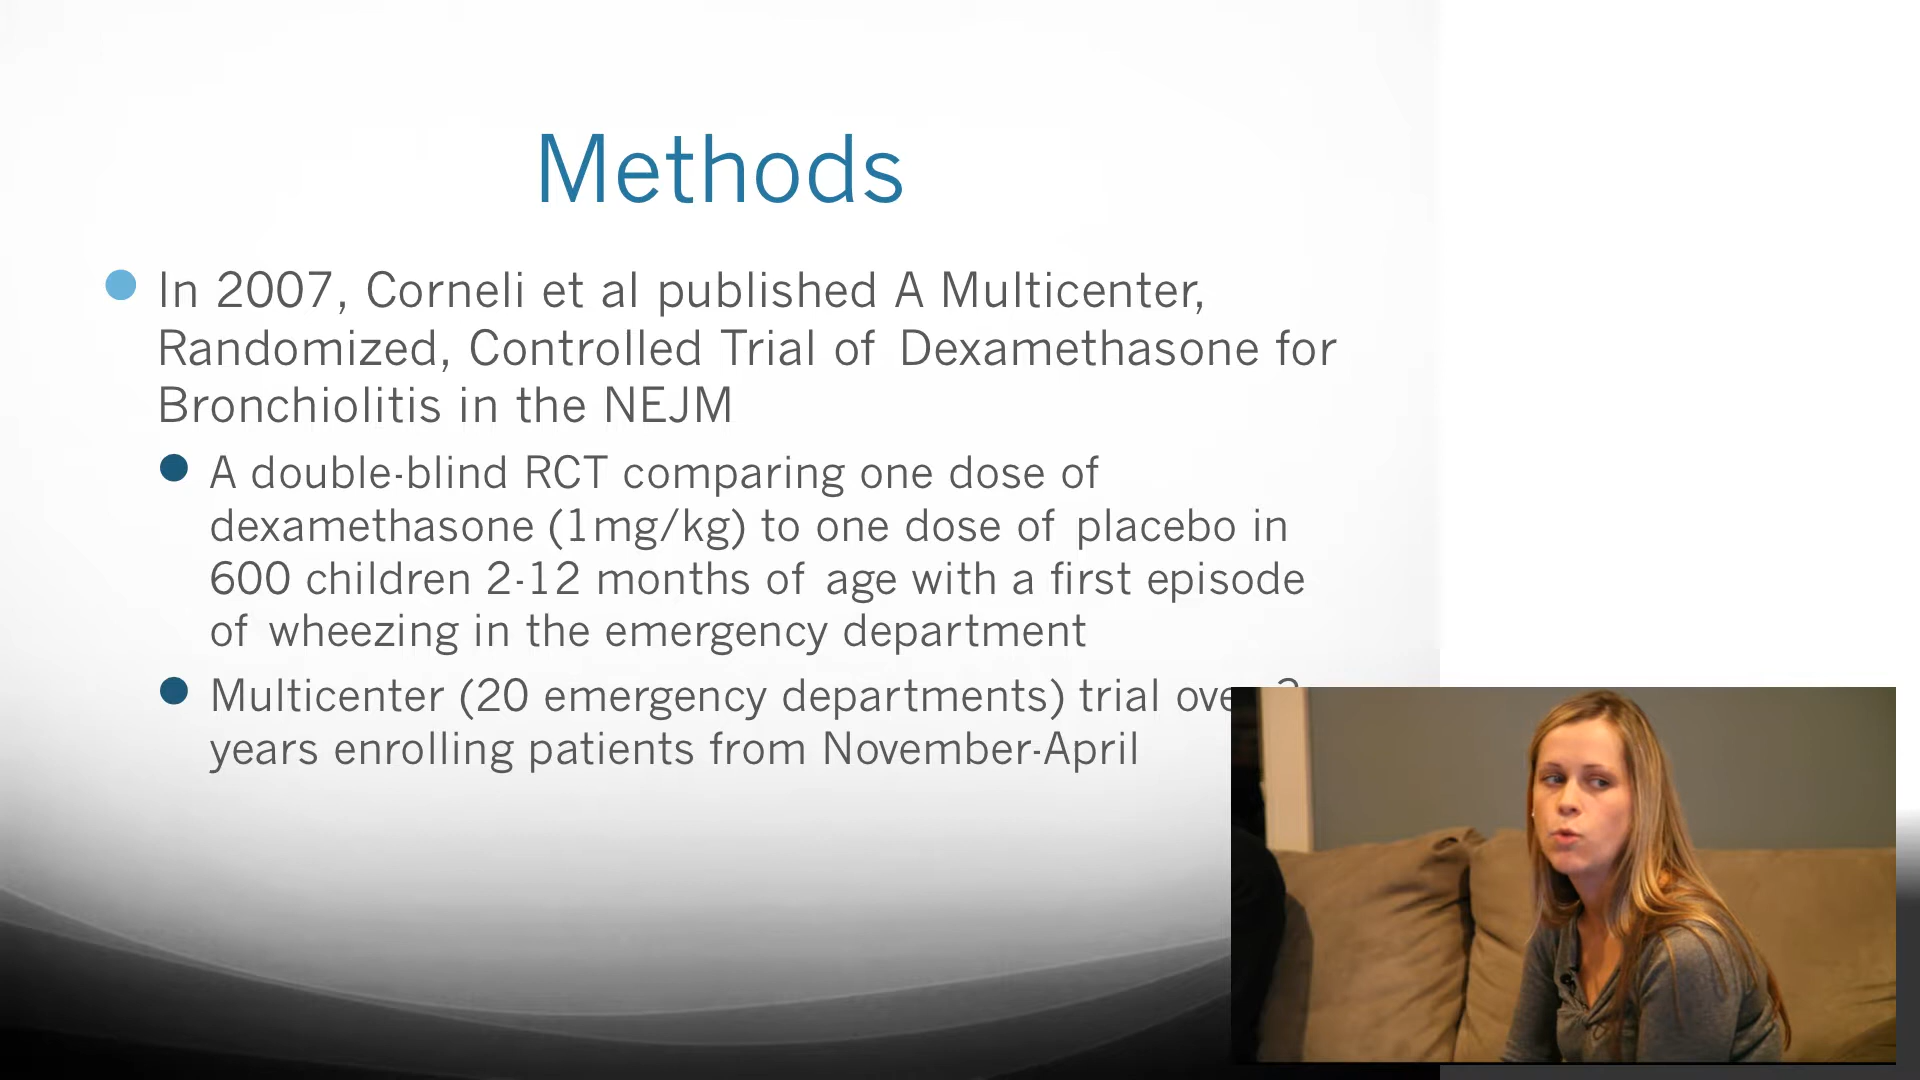 Methods
In 2007, Corneli et al published A Multicenter,
Randomized, Controlled Trial of Dexamethasone for
Bronchiolitis in the NEJM
A double-blind RCT comparing one dose of
dexamethasone (1mg/kg) to one dose of placebo in
600 children 2-12 months of age with a first episode
of wheezing in the emergency department
Multicenter (20 emergency departments) trial
years enrolling patients from November-April